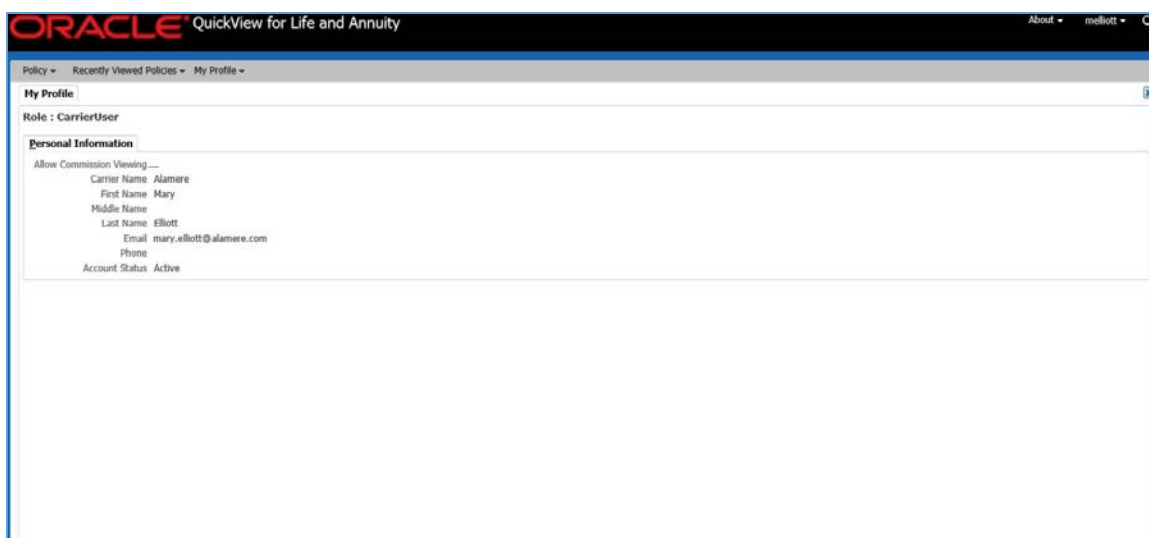 ORACLE QuickView for Life and Annuity About melliott
Policy Recently Viewed Policies My Profile
My Profile
Role : CarrierUser
Personal Information
Allow Commission Viewing
Carrier Name Alamere
First Name Mary
Middle Name
Last Name Elliott
Email mary.elliott@alamere.com
Phone
Account Status Active